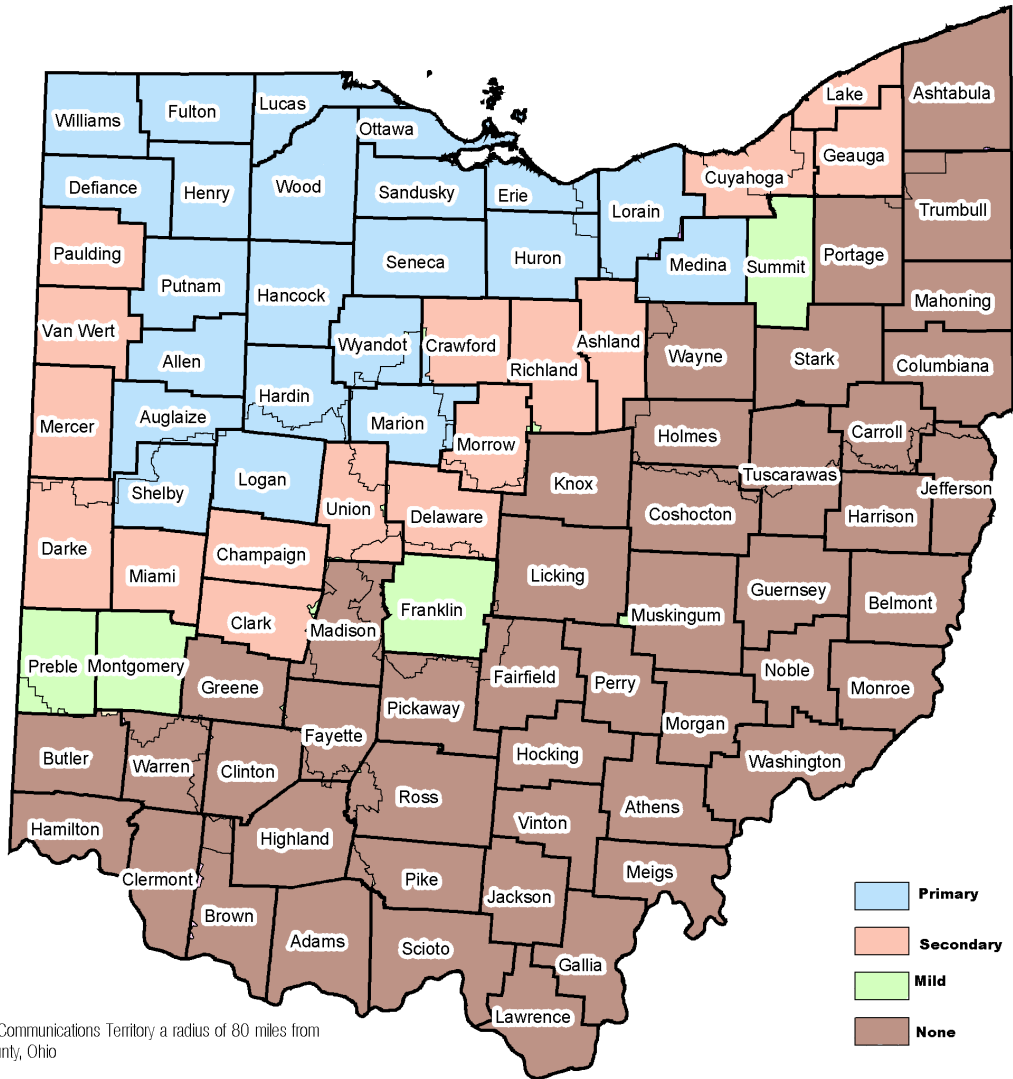 Lake
Ashtabula
Lucas
Fulton
Williams
Ottawa
Geauga
Cuyahoga
Defiance
Henry
Wood
Sandusky
Erie
Lorain
Trumbull
Paulding
Seneca
Huron
Medina
Summit
Portage
Putnam
Hancock
Mahoning
Van Wert
Wyandot
Crawford
Ashland
Wayne
Stark
Allen
Richland
Columbiana
Hardin
Auglaize
Mercer
Marion
Morrow
Holmes
Carroll
Logan
Knox
Tuscarawas
Shelby
Jefferson
Union
Delaware
Coshocton
Harrison
Darke
Champaign
Miami
Licking
Guernsey
Belmont
Clark
Madison
Franklin
Muskingum
Preble
Montgomery
Greene
Fairfield
Perry
Noble
Monroe
Pickaway
Morgan
Fayette
Butler
Warren
Clinton
Hocking
Washington
Ross
Athens
Hamilton
Highland
Vinton
Clermont
Pike
Jackson
Meigs
Brown
Adams
Scioto
Gallia
Lawrence
Primary
Secondary
Mild
None
Communications Territory a radius of 80 miles from
nty, Ohio